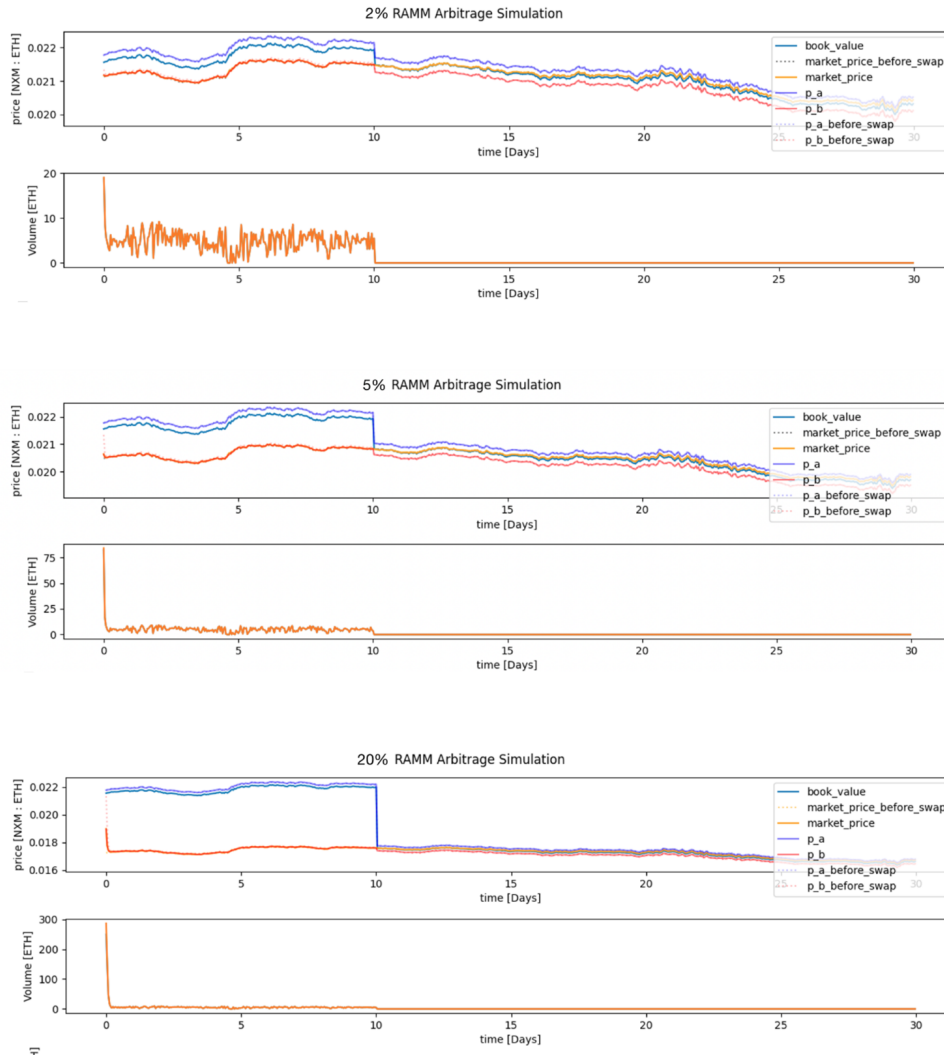 2% RAMM Arbitrage Simulation
price [NXM : ETH]
0.022
0.021
0.020
book_value
market_price_before_swap
market_price
p_a
p_b
p_a_before_swap
p_b_before_swap
0 5 10 15 20 25 30
time [Days]
Volume [ETH]
20
10
0
0 5 10 15 20 25 30
time [Days]
5% RAMM Arbitrage Simulation
price [NXM : ETH]
0.022
0.021
0.020
book_value
market_price_before_swap
market_price
p_a
p_b
p_a_before_swap
p_b_before_swap
0 5 10 15 20 25 30
time [Days]
Volume [ETH]
75
50
25
0
0 5 10 15 20 25 30
time [Days]
20% RAMM Arbitrage Simulation
price [NXM : ETH]
0.022
0.020
0.018
0.016
book_value
market_price_before_swap
market_price
p_a
p_b
p_a_before_swap
p_b_before_swap
0 5 10 15 20 25 30
time [Days]
Volume [ETH]
300
200
100
0
0 5 10 15 20 25 30
time [Days]
H]